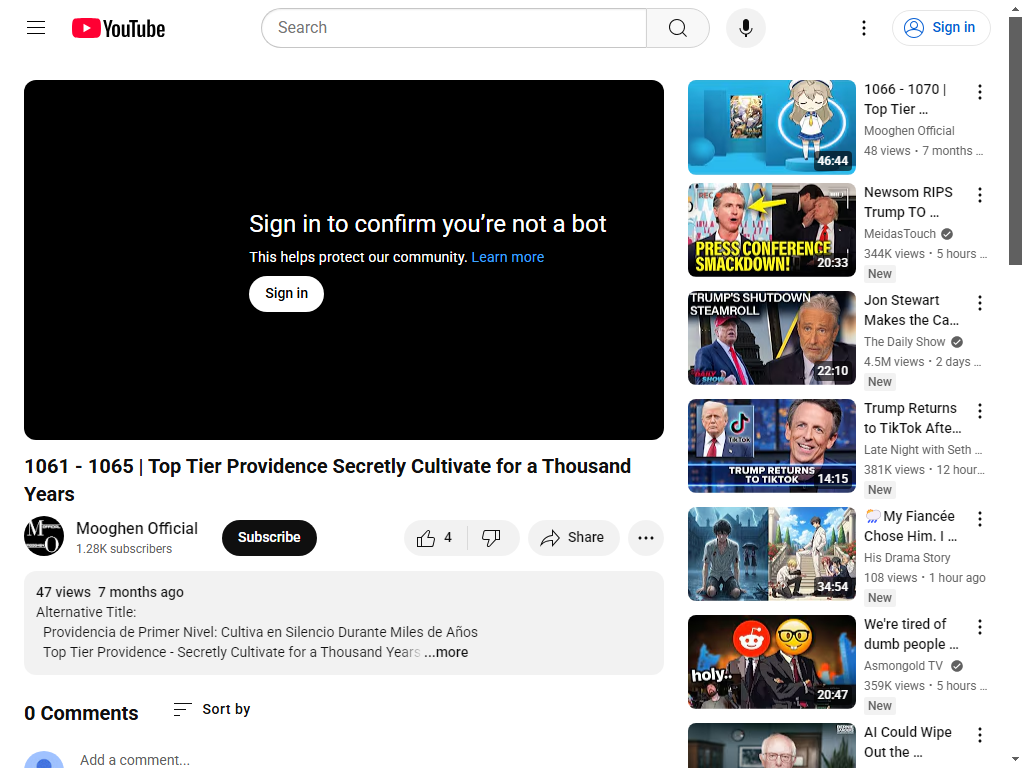 YouTube
Search
Sign in
Sign in to confirm you’re not a bot
This helps protect our community. Learn more
Sign in
1061 - 1065 | Top Tier Providence Secretly Cultivate for a Thousand
Years
Mooghen Official
1.28K subscribers
Subscribe
4
Share
47 views 7 months ago
Alternative Title:
Providencia de Primer Nivel: Cultiva en Silencio Durante Miles de Años
Top Tier Providence - Secretly Cultivate for a Thousand Years ...more
0 Comments
Sort by
Add a comment...
46:44
1066 - 1070 |
Top Tier ...
Mooghen Official
48 views • 7 months ...
PRESS CONFERENCE
SMACKDOWN!
20:33
Newsom RIPS
Trump TO ...
MeidasTouch
344K views • 5 hours ...
New
TRUMP'S SHUTDOWN
STEAMROLL
22:10
Jon Stewart
Makes the Ca...
The Daily Show
4.5M views • 2 days ...
New
TikTok
TRUMP RETURNS
TO TIKTOK
14:15
Trump Returns
to TikTok Afte...
Late Night with Seth ...
381K views • 12 hour...
New
34:54
🌧️My Fiancée
Chose Him. I ...
His Drama Story
108 views • 1 hour ago
New
holy..
20:47
We're tired of
dumb people ...
Asmongold TV
359K views • 5 hours ...
New
AI Could Wipe
Out the ...